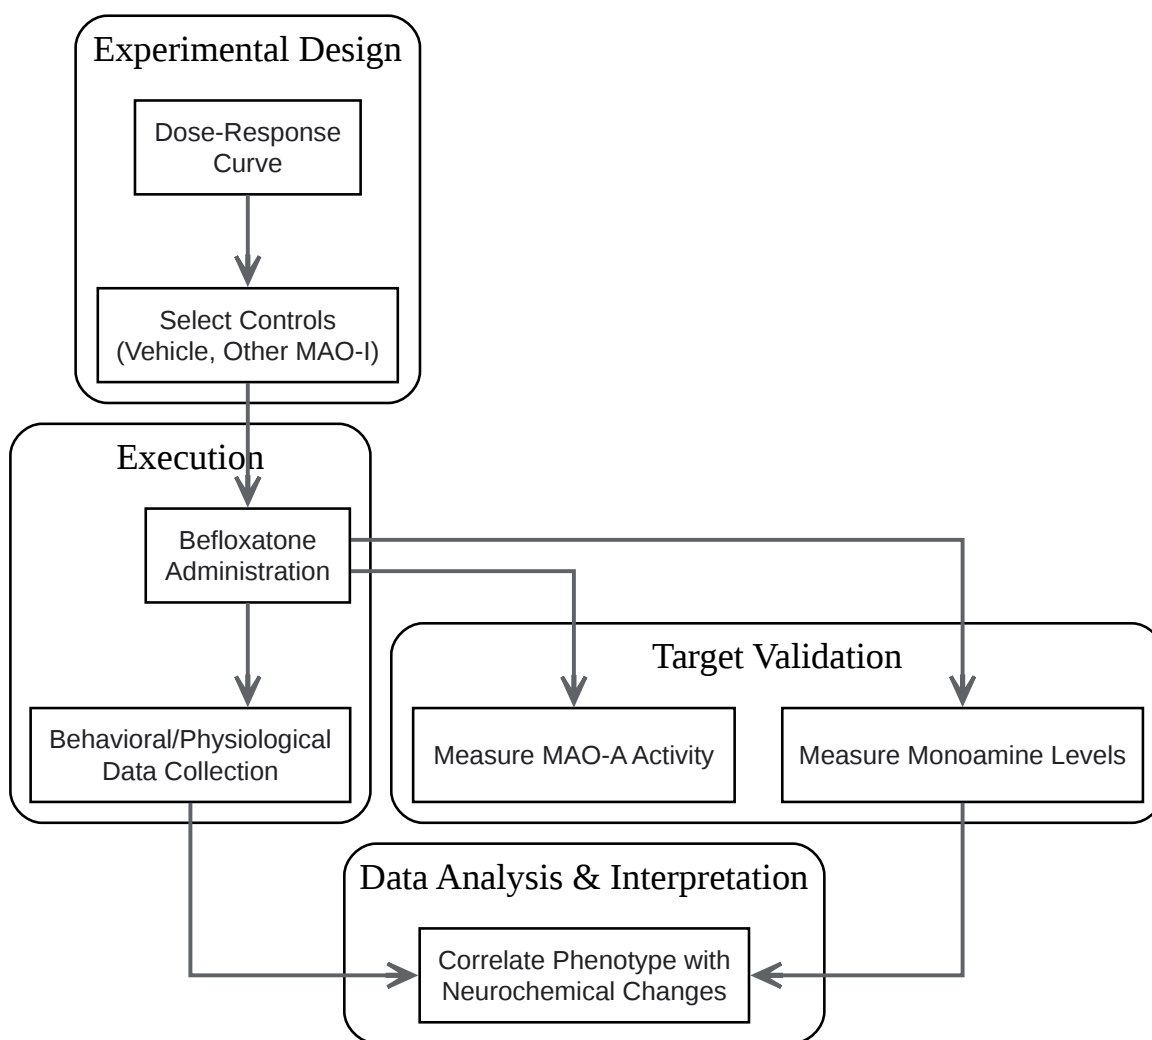 Experimental Design
Dose-Response
Curve
Select Controls
(Vehicle, Other MAO-I)
Execution
Befloxatone
Administration
Behavioral/Physiological
Data Collection
Target Validation
Measure MAO-A Activity
Measure Monoamine Levels
Data Analysis & Interpretation
Correlate Phenotype with
Neurochemical Changes